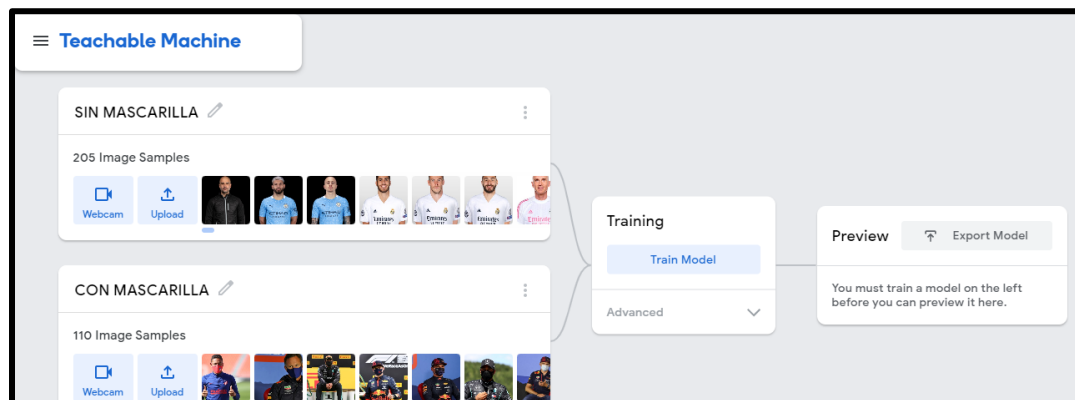 Teachable Machine
SIN MASCARILLA
205 Image Samples
Webcam
Upload
CON MASCARILLA
110 Image Samples
Webcam
Upload
Training
Train Model
Advanced
Preview
Export Model
You must train a model on the left
before you can preview it here.